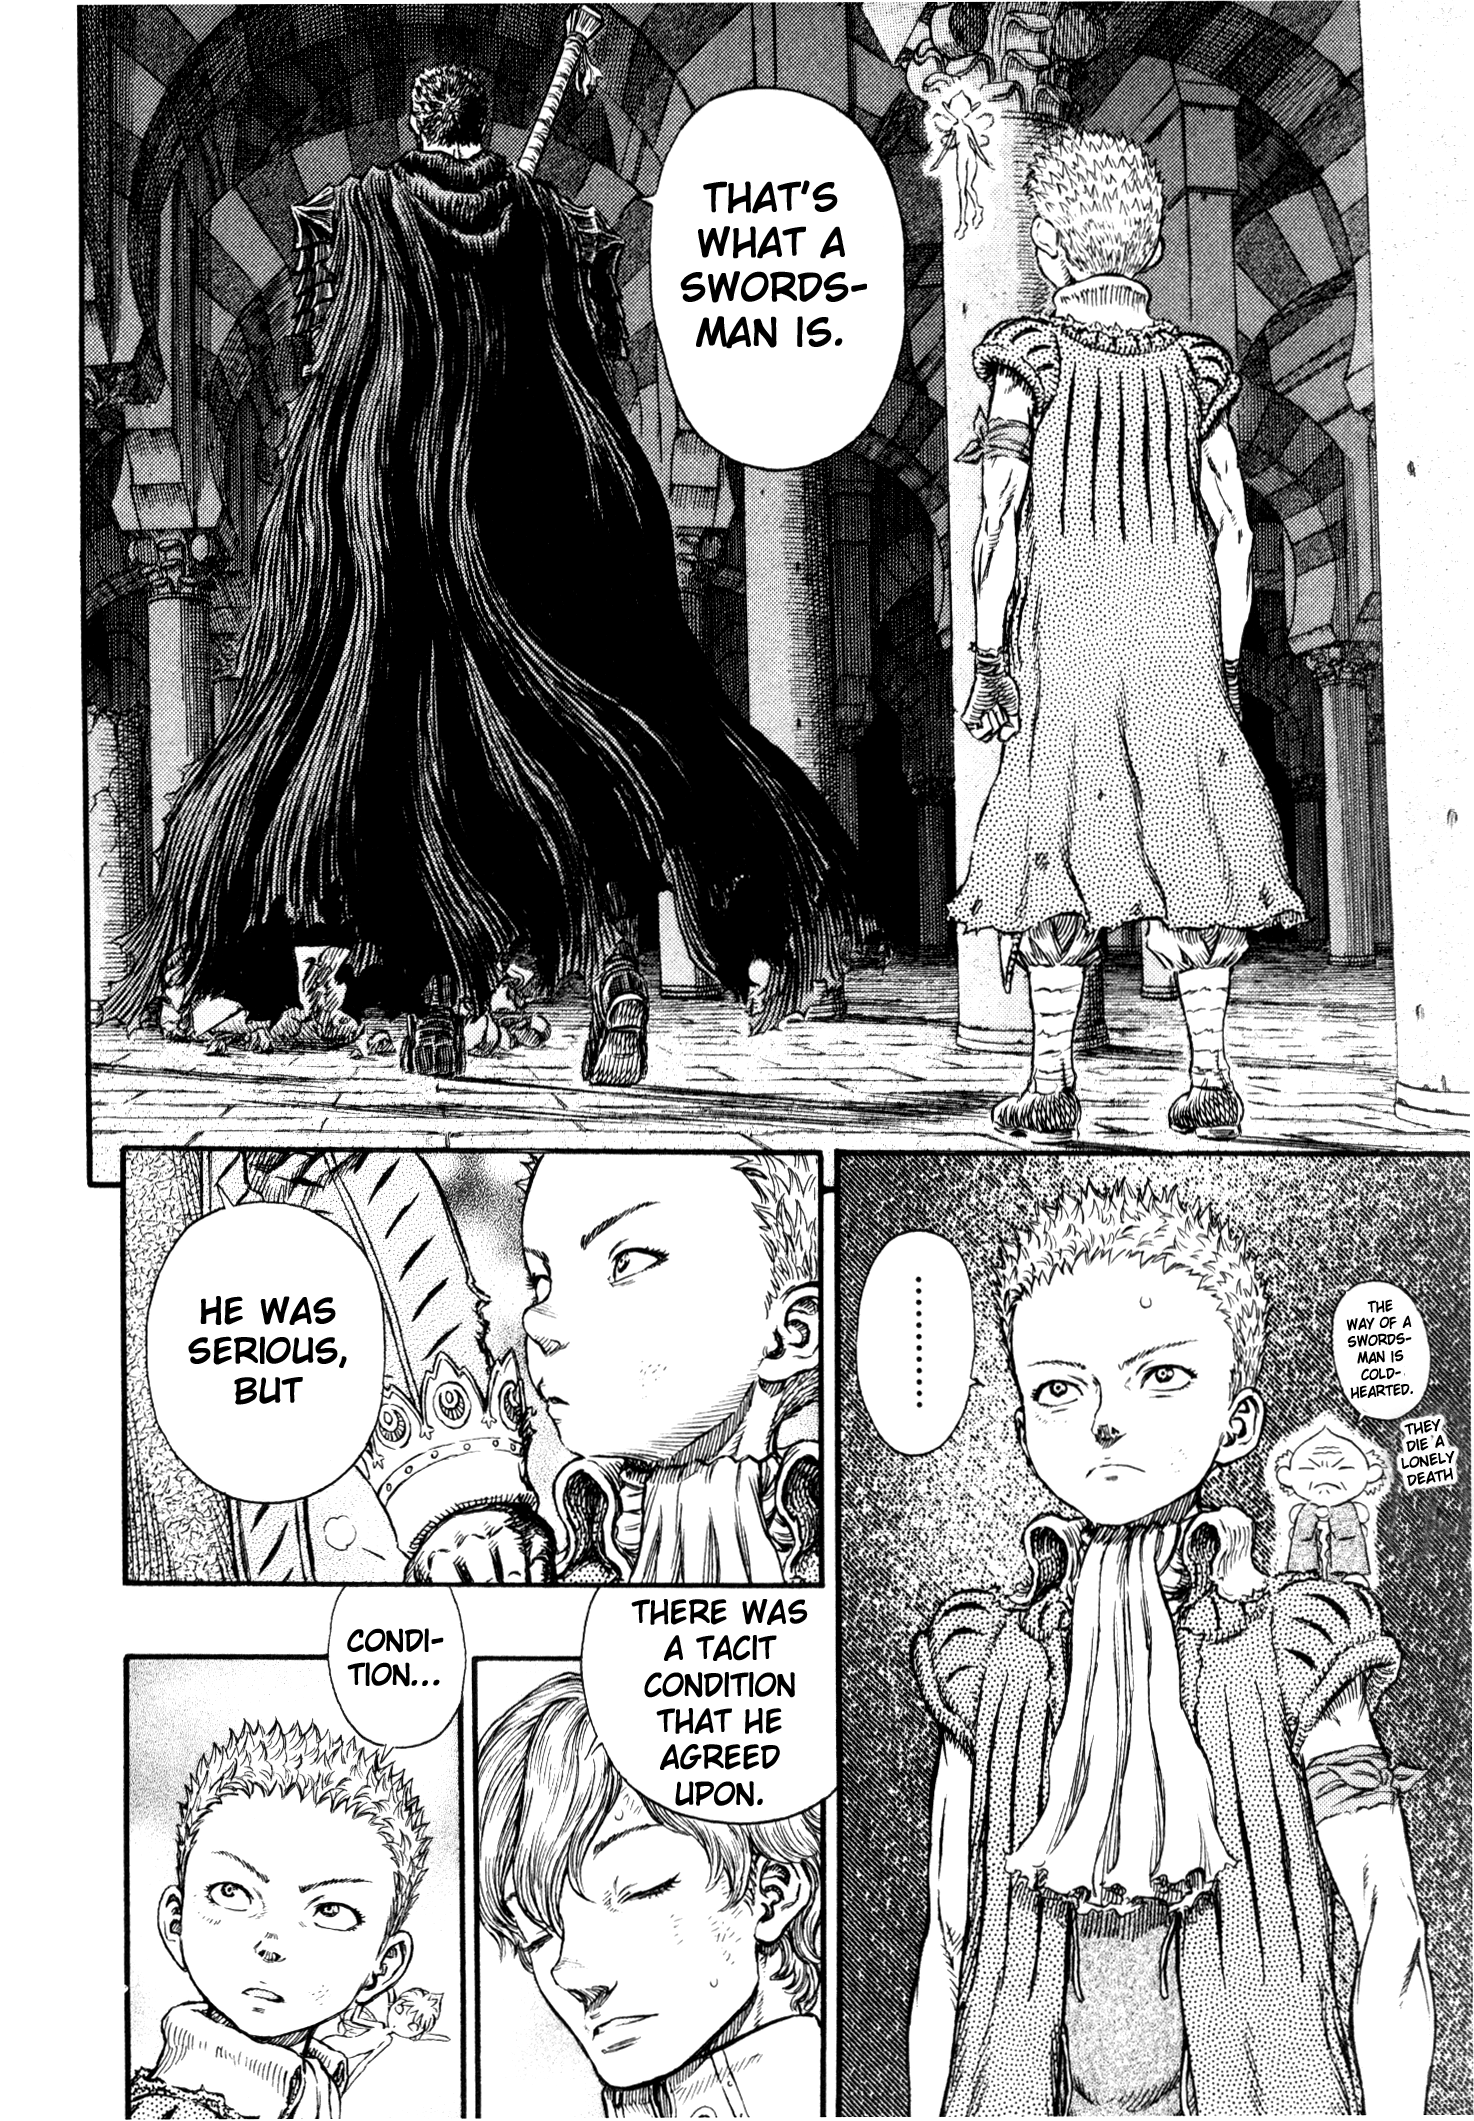 THAT'S
WHAT A
SWORDS-
MAN IS.
THE
WAY OF A
SWORDS-
MAN IS
COLD-
HEARTED.
THEY
DIE A
LONELY
DEATH
.........
HE WAS
SERIOUS,
BUT
THERE WAS
A TACIT
CONDITION
THAT HE
AGREED
UPON.
CONDI-
TION...